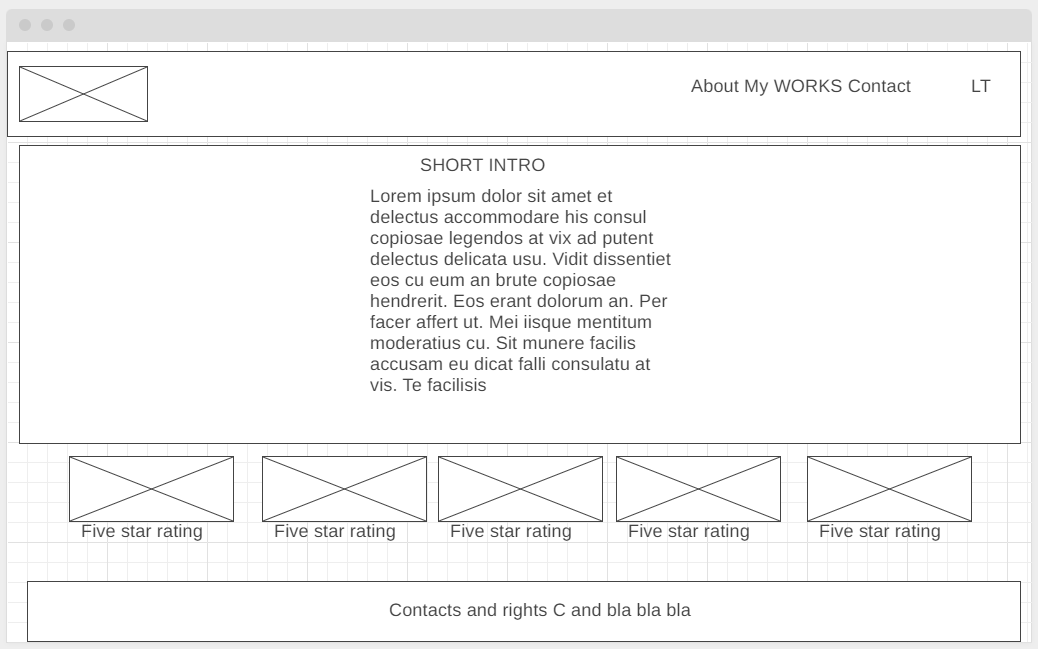 About My WORKS Contact LT
SHORT INTRO
Lorem ipsum dolor sit amet et
delectus accommodare his consul
copiosae legendos at vix ad putent
delectus delicata usu. Vidit dissentiet
eos cu eum an brute copiosae
hendrerit. Eos erant dolorum an. Per
facer affert ut. Mei iisque mentitum
moderatius cu. Sit munere facilis
accusam eu dicat falli consulatu at
vis. Te facilisis
Five star rating Five star rating Five star rating Five star rating Five star rating
Contacts and rights C and bla bla bla